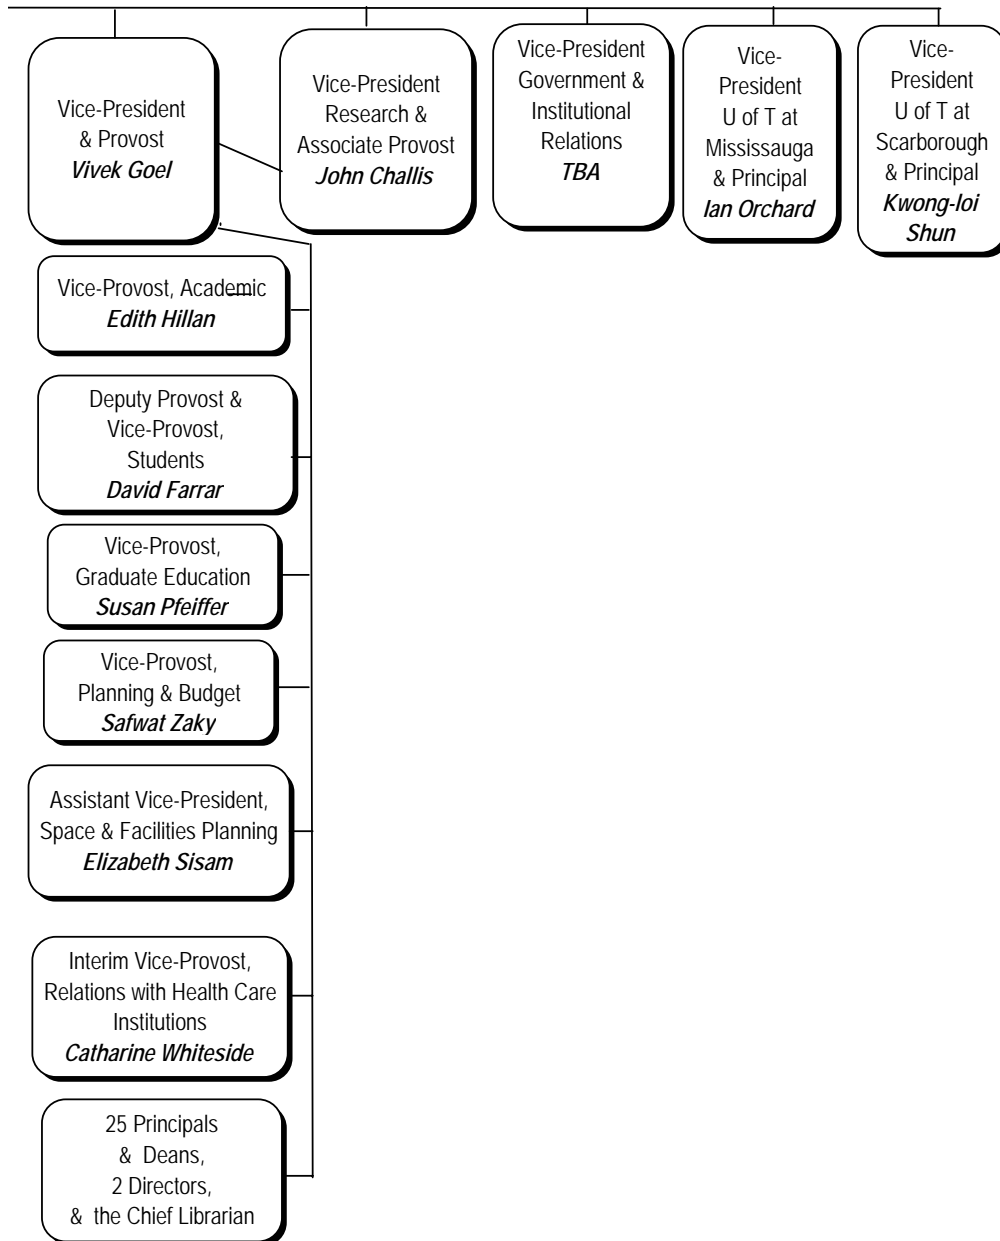 Vice-President
& Provost
Vivek Goel
Vice-President
Research &
Associate Provost
John Challis
Vice-President
Government &
Institutional
Relations
TBA
Vice-
President
U of T at
Mississauga
& Principal
Ian Orchard
Vice-
President
U of T at
Scarborough
& Principal
Kwong-loi
Shun
Vice-Provost, Academic
Edith Hillan
Deputy Provost &
Vice-Provost,
Students
David Farrar
Vice-Provost,
Graduate Education
Susan Pfeiffer
Vice-Provost,
Planning & Budget
Safwat Zaky
Assistant Vice-President,
Space & Facilities Planning
Elizabeth Sisam
Interim Vice-Provost,
Relations with Health Care
Institutions
Catharine Whiteside
25 Principals
& Deans,
2 Directors,
& the Chief Librarian